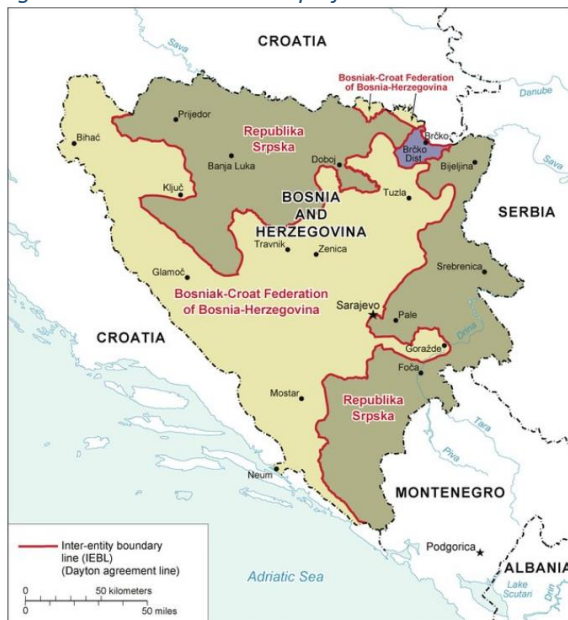 CROATIA
Sava
Bosniak-Croat Federation
of Bosnia-Herzegovina
Danube
Prijedor
Bihać
Republika
Srpska
Brčko
Brčko
Dist
Sava
Banja Luka
Doboj
Bijeljina
Ključ
Tuzla
BOSNIA
AND
HERZEGOVINA
SERBIA
Travnik
Zenica
Srebrenica
Glamoč
Bosniak-Croat Federation
of Bosnia-Herzegovina
Sarajevo
Pale
Drina
CROATIA
Goražde
Foča
Mostar
Republika
Srpska
Tara
Piva
Neum
MONTENEGRO
Inter-entity boundary
line (IEBL)
(Dayton agreement line)
Podgorica
ALBANIA
Adriatic Sea
Lake
Scutari
Drin
0 50 kilometers
0 50 miles